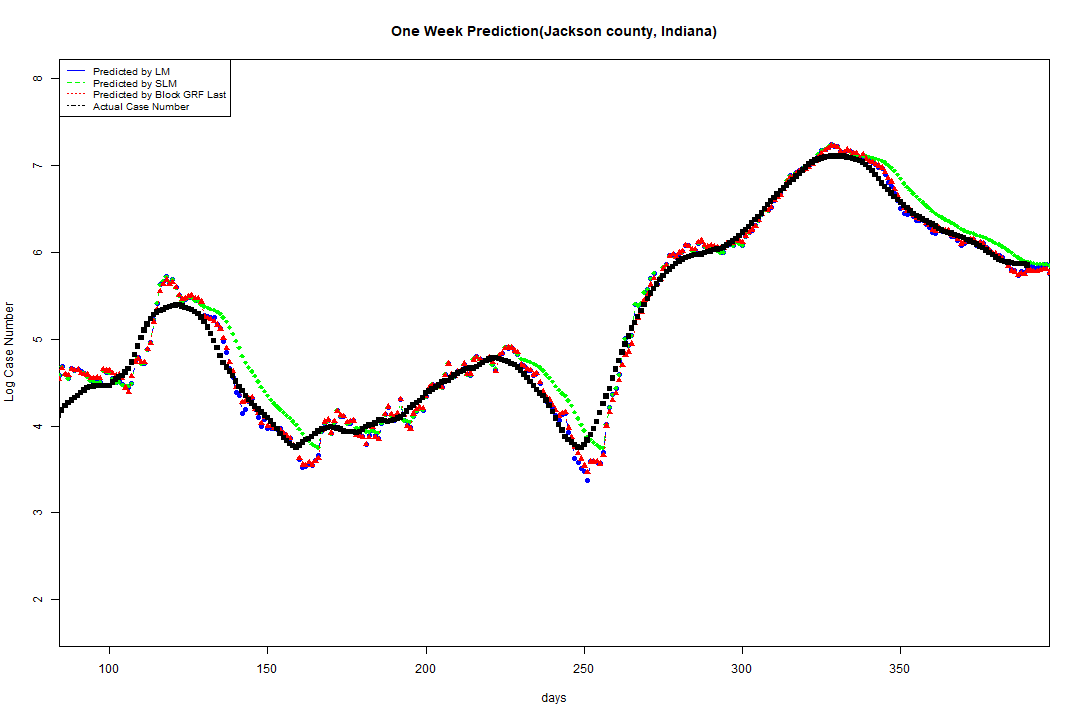 One Week Prediction(Jackson county, Indiana)
Predicted by LM
Predicted by SLM
Predicted by Block GRF Last
Actual Case Number
8
7
6
5
4
3
2
Log Case Number
100 150 200 250 300 350
days